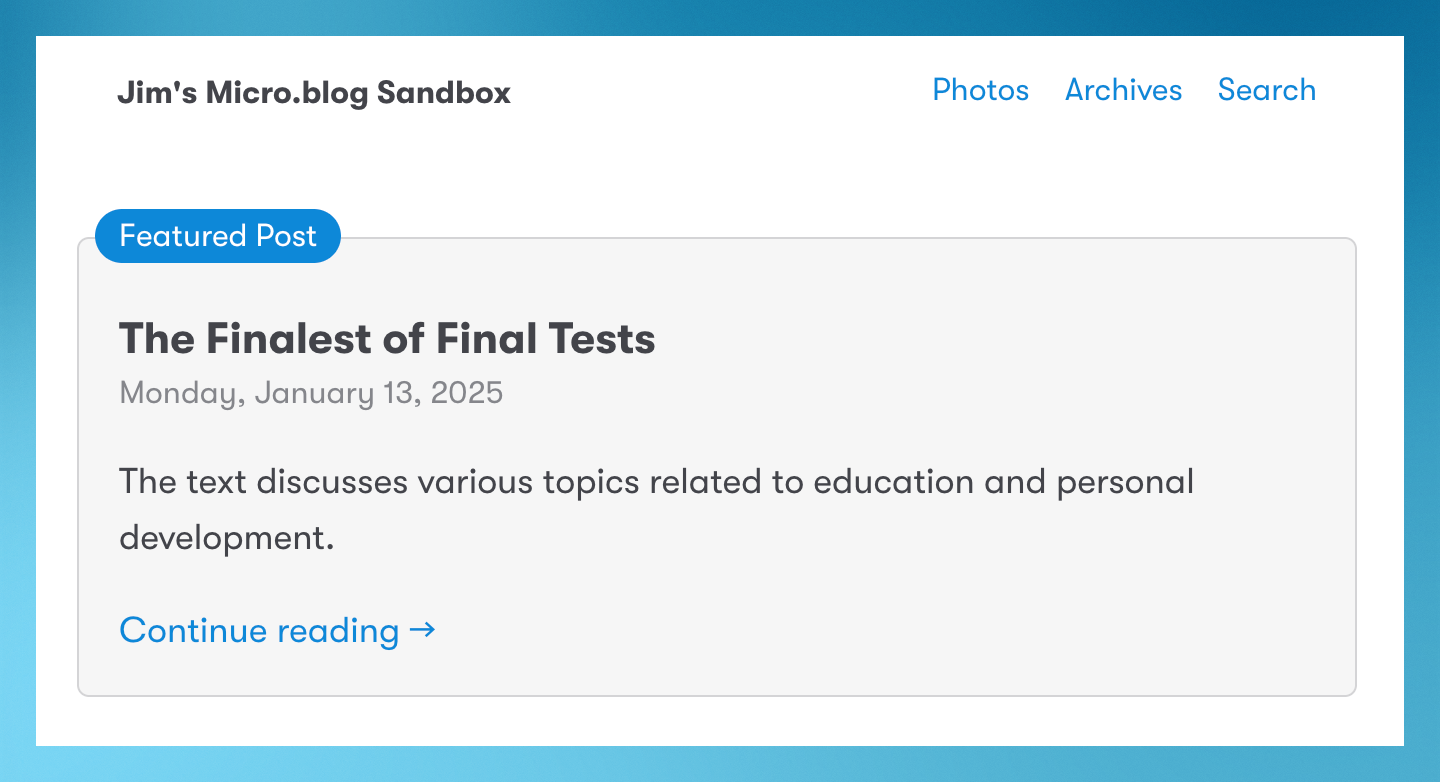 Jim's Micro.blog Sandbox
Photos Archives Search
Featured Post
The Finalest of Final Tests
Monday, January 13, 2025
The text discusses various topics related to education and personal
development.
Continue reading →